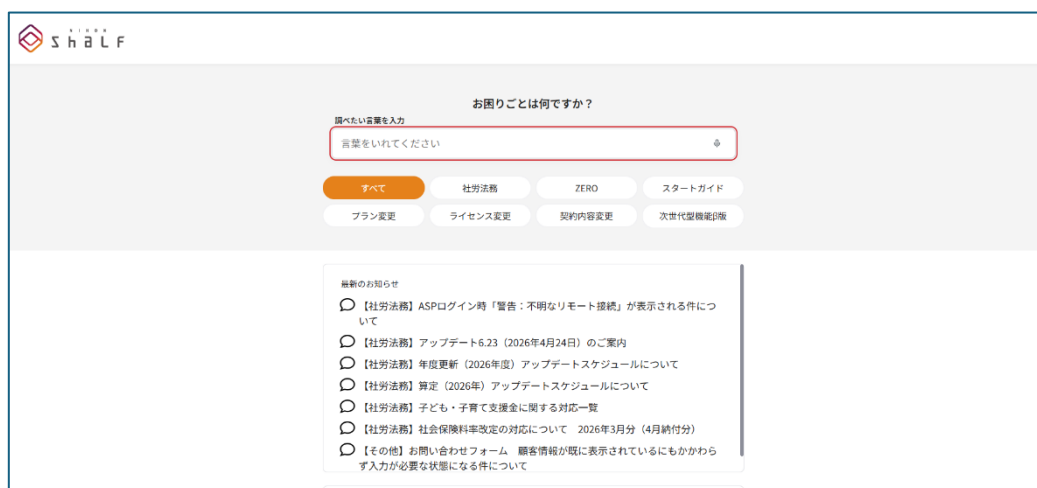 Shalf
お困りごとは何ですか？
調べたい言葉を入力
言葉をいれてください
すべて 社労法務 ZERO スタートガイド
プラン変更 ライセンス変更 契約内容変更 次世代型機能β版
最新のお知らせ
【社労法務】ASPログイン時「警告：不明なリモート接続」が表示される件につ
いて
【社労法務】アップデート6.23（2026年4月24日）のご案内
【社労法務】年度更新（2026年度）アップデートスケジュールについて
【社労法務】算定（2026年）アップデートスケジュールについて
【社労法務】子ども・子育て支援金に関する対応一覧
【社労法務】社会保険料率改定の対応について　2026年3月分（4月納付分）
【その他】お問い合わせフォーム　顧客情報が既に表示されているにもかかわら
ず入力が必要な状態になる件について